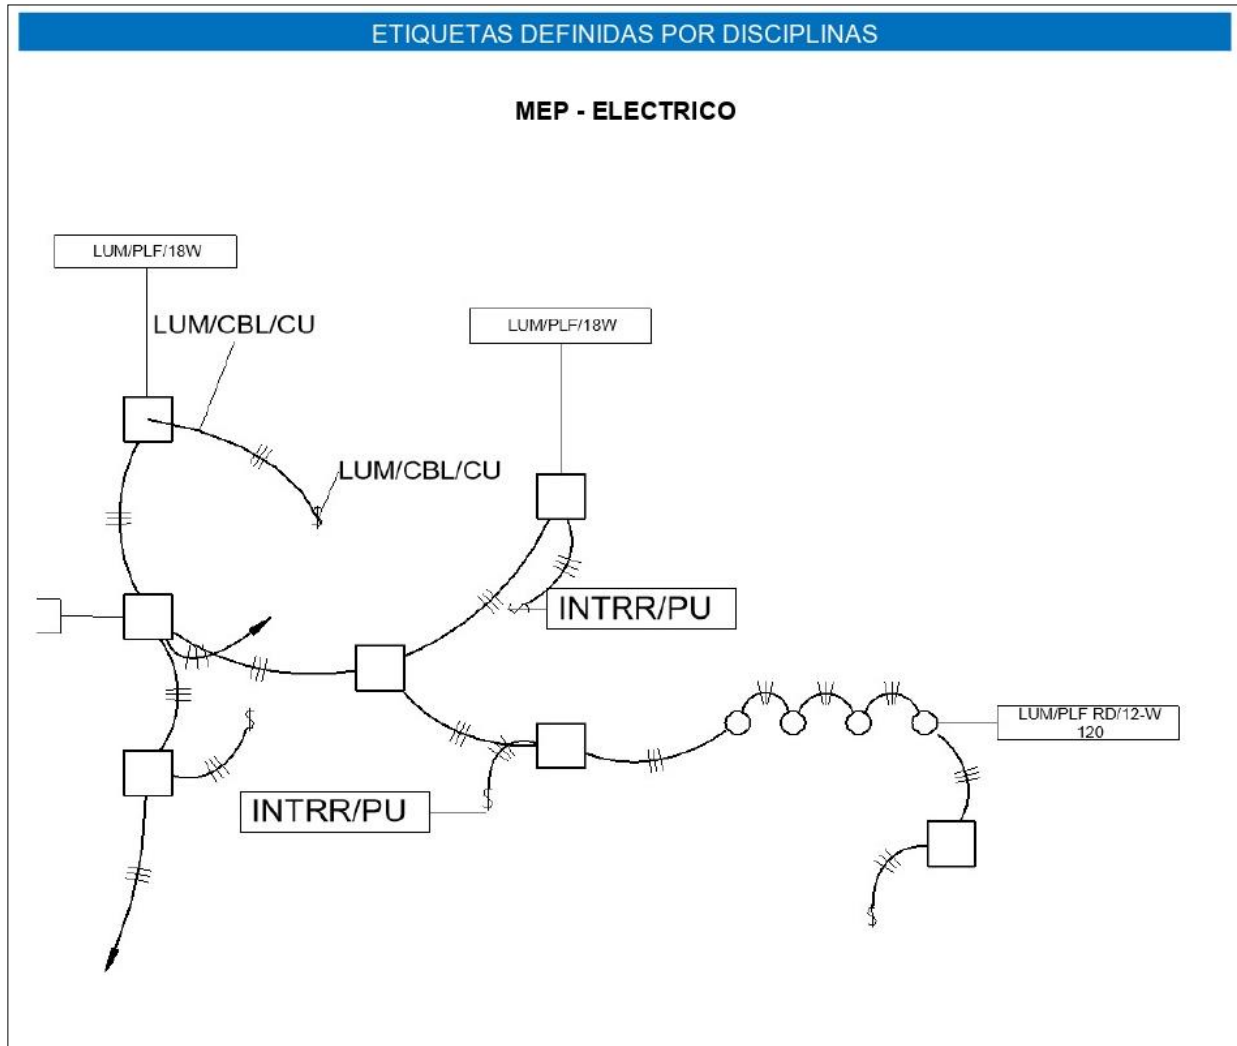 ETIQUETAS DEFINIDAS POR DISCIPLINAS
MEP - ELECTRICO
LUM/PLF/18W
LUM/CBL/CU
LUM/PLF/18W
LUM/CBL/CU
$
INTRR/PU
$
LUM/PLF RD/12-W
120
INTRR/PU
$
$